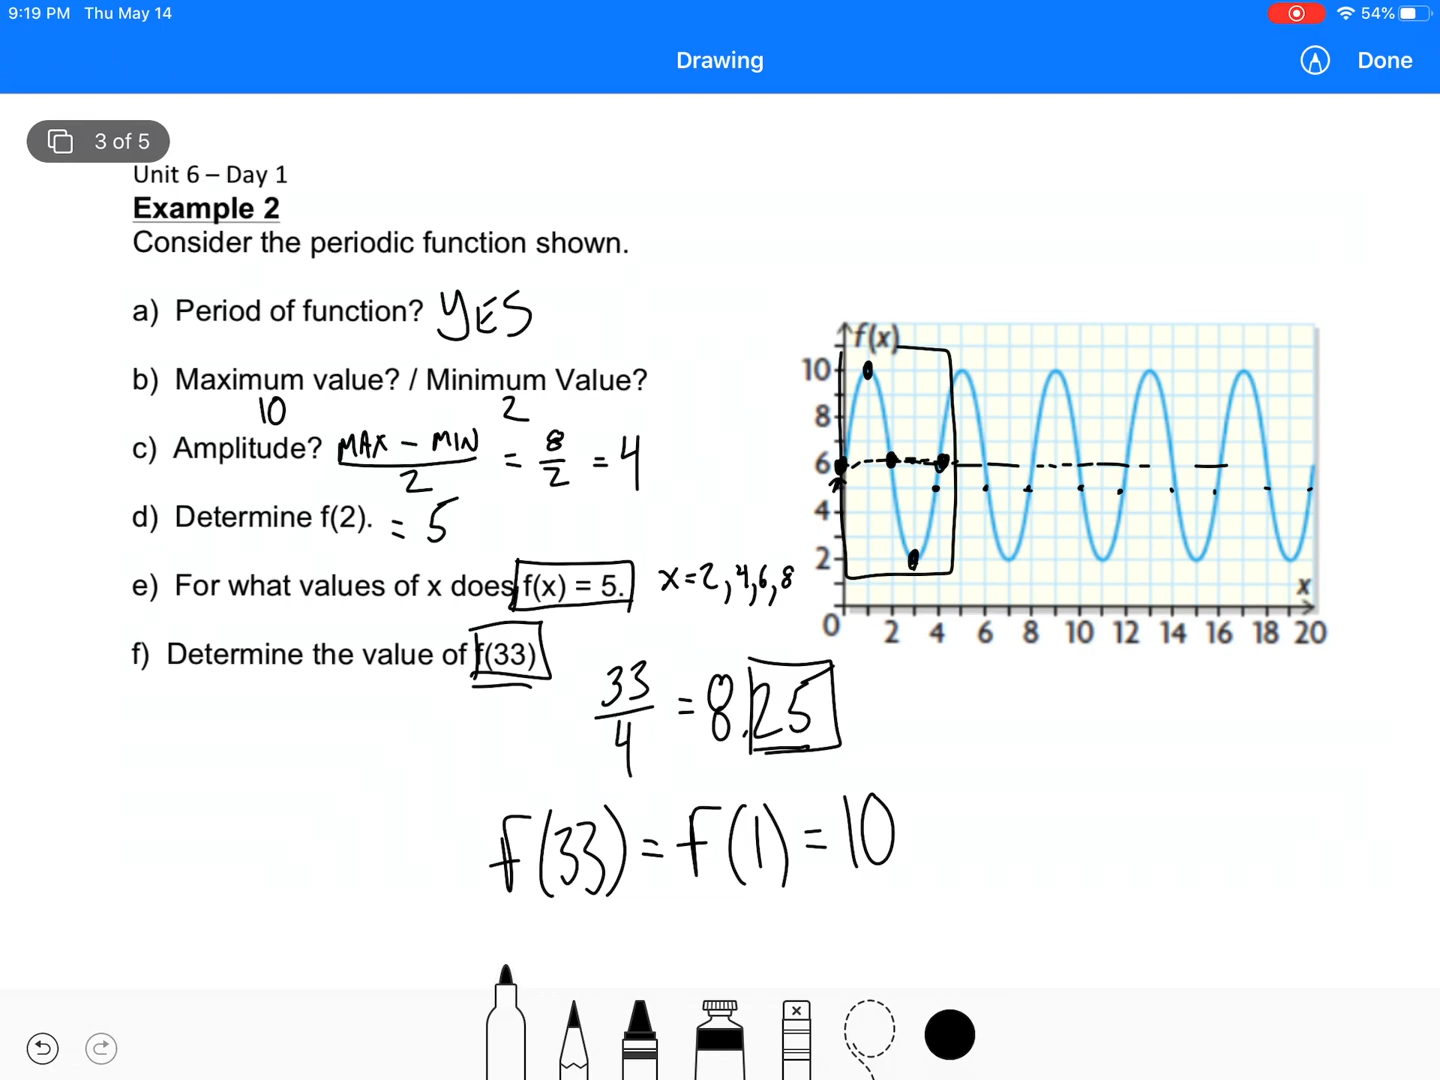 9:19 PM Thu May 14 54%
Drawing
Done
3 of 5
Unit 6 – Day 1
Example 2
Consider the periodic function shown.
a) Period of function? YES
b) Maximum value? / Minimum Value?
10 2
c) Amplitude? MAX - MIN / 2 = 8/2 = 4
d) Determine f(2). = 5
e) For what values of x does f(x) = 5. x=2,4,6,8
f) Determine the value of f(33)
33/4 = 8.25
f(33) = f(1) = 10
f(x)
10
8
6
4
2
0 2 4 6 8 10 12 14 16 18 20
x